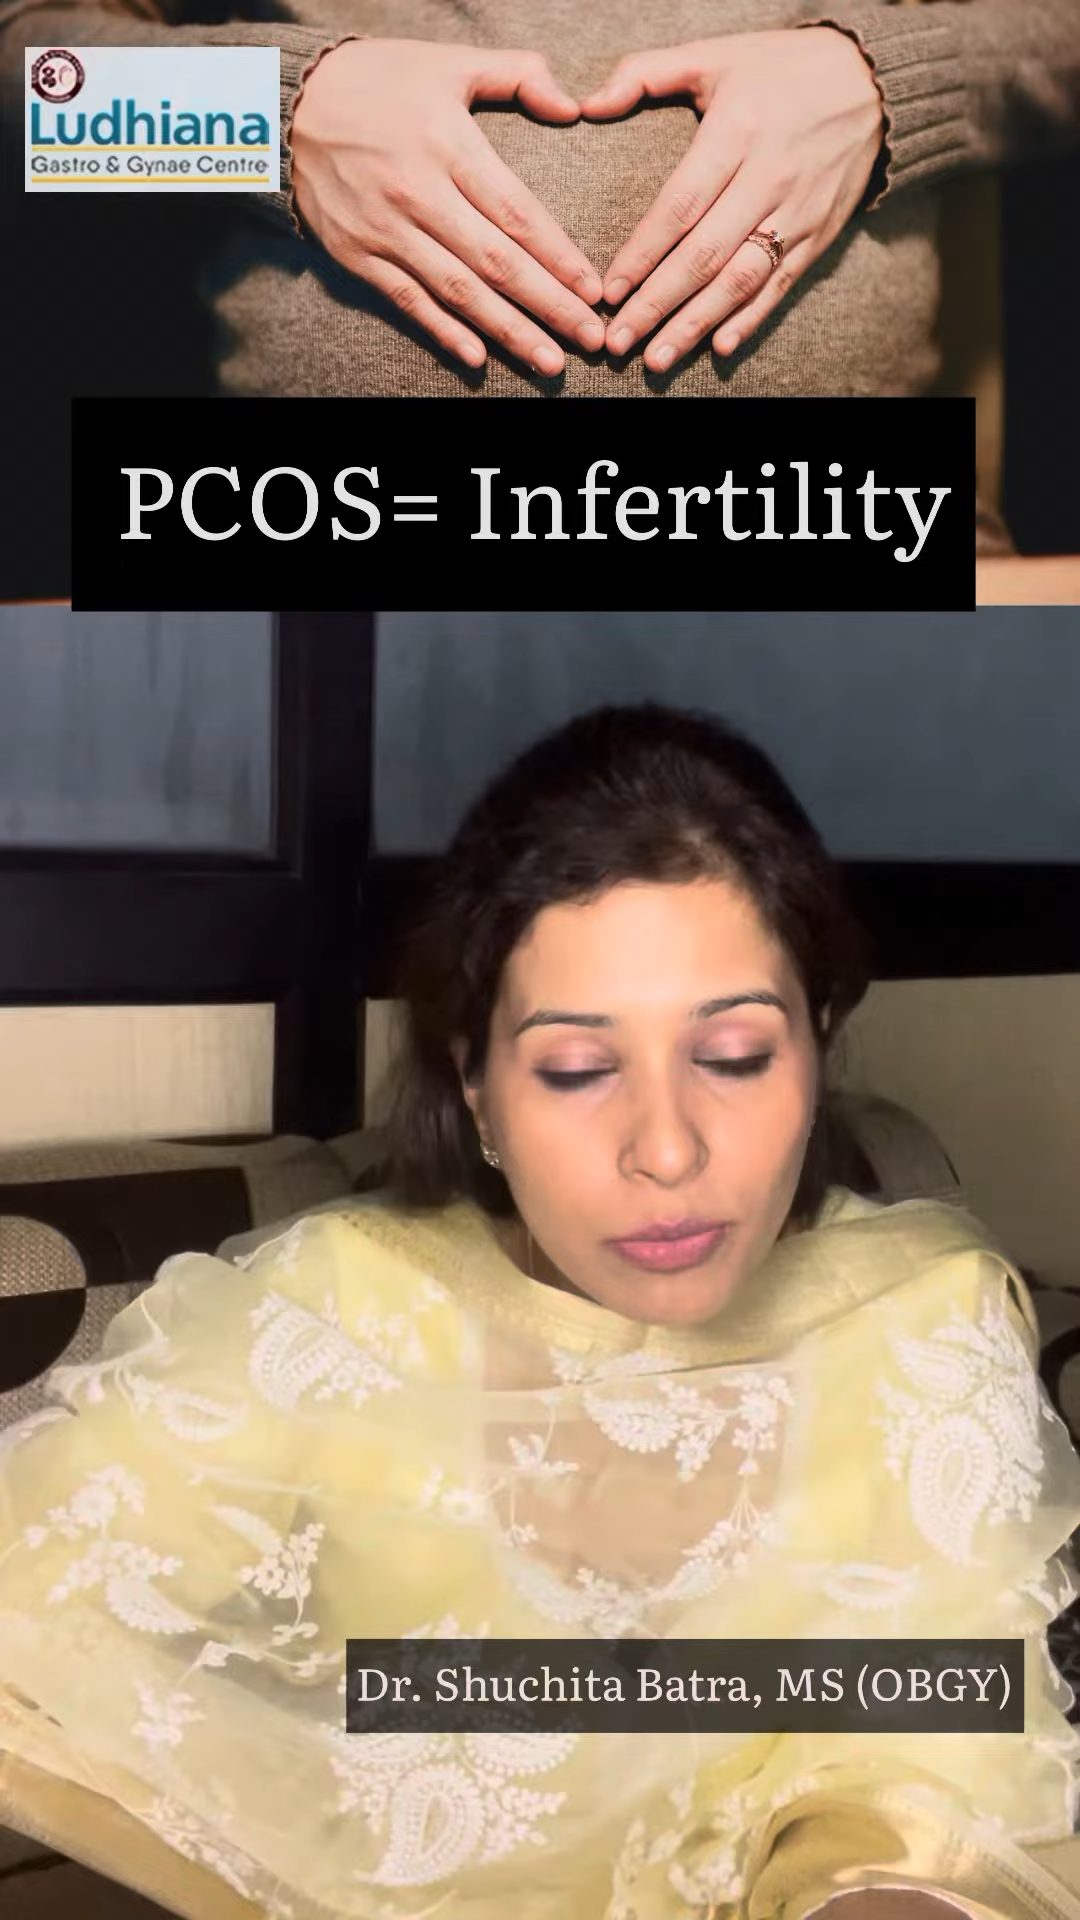 Ludhiana
Gastro & Gynae Centre
PCOS= Infertility
Dr. Shuchita Batra, MS (OBGY)